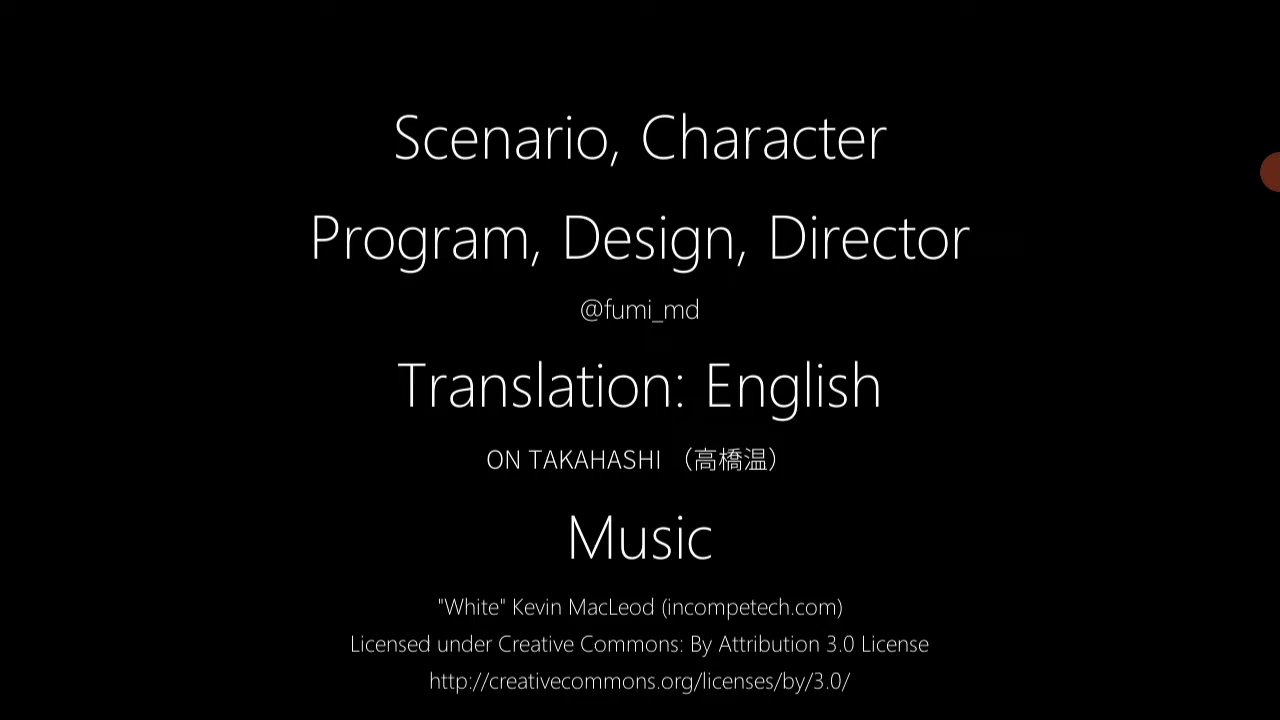 Scenario, Character
Program, Design, Director
@fumi_md
Translation: English
ON TAKAHASHI （高橋温）
Music
"White" Kevin MacLeod (incompetech.com)
Licensed under Creative Commons: By Attribution 3.0 License
http://creativecommons.org/licenses/by/3.0/